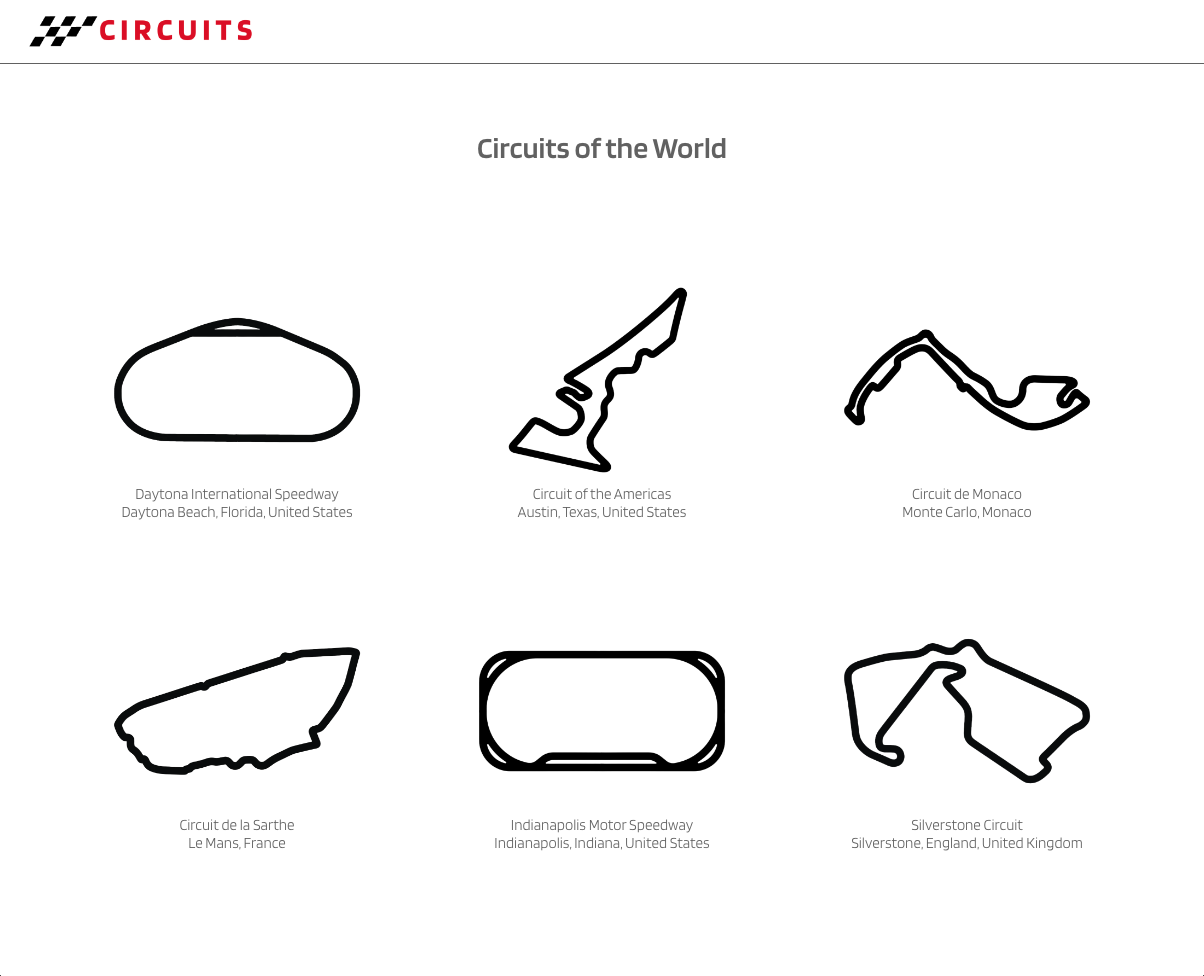 CIRCUITS
Circuits of the World
Daytona International Speedway
Daytona Beach, Florida, United States
Circuit of the Americas
Austin, Texas, United States
Circuit de Monaco
Monte Carlo, Monaco
Circuit de la Sarthe
Le Mans, France
Indianapolis Motor Speedway
Indianapolis, Indiana, United States
Silverstone Circuit
Silverstone, England, United Kingdom